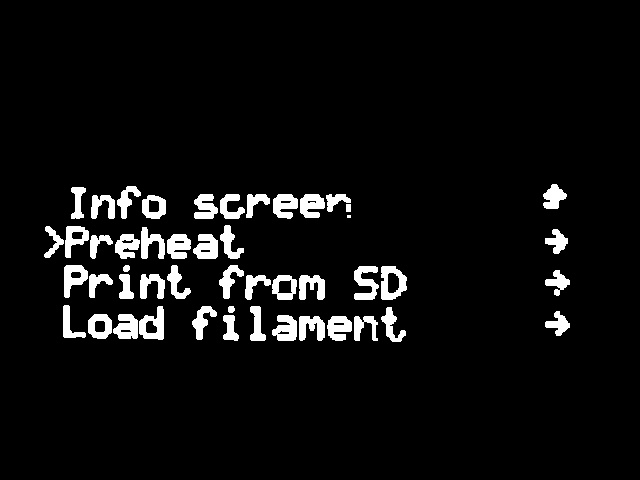 Info screen ↑
>Preheat →
Print from SD →
Load filament →